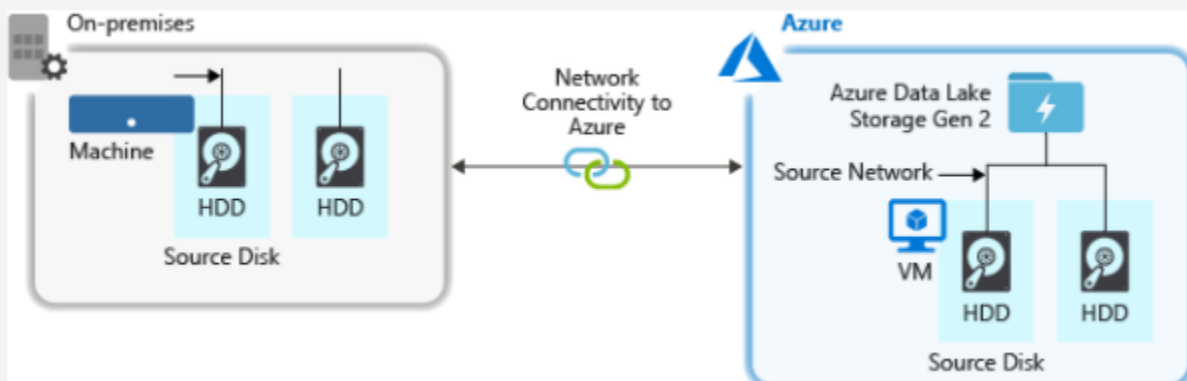 On-premises
Machine
HDD
HDD
Source Disk
Network
Connectivity to
Azure
Azure
Azure Data Lake
Storage Gen 2
Source Network
VM
HDD
HDD
Source Disk